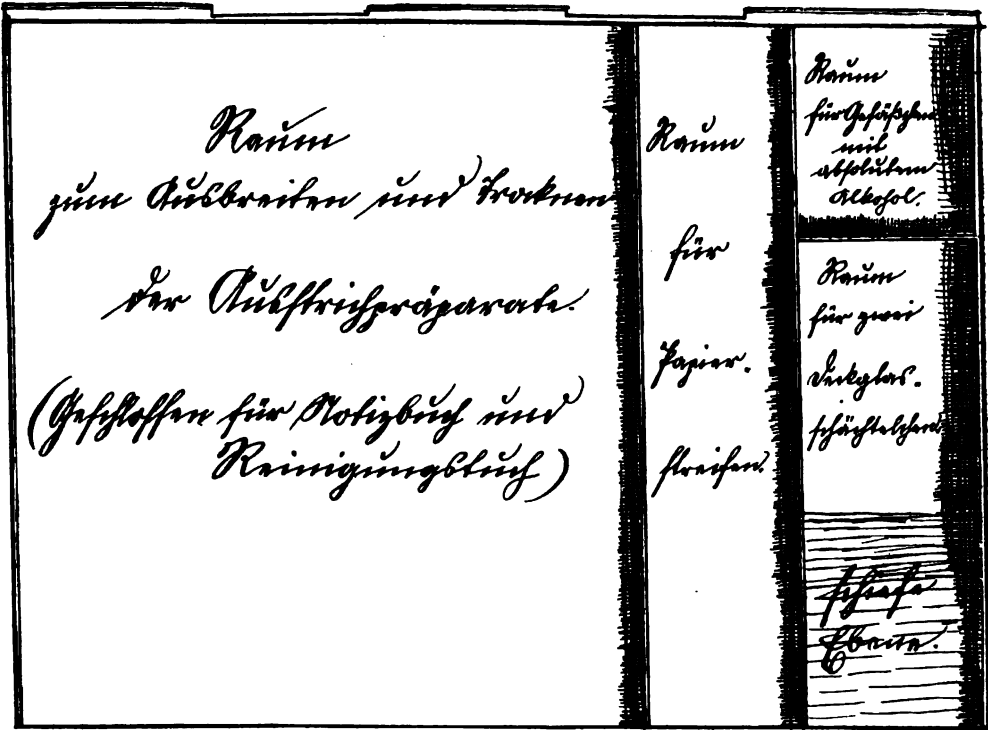 Raum
zum Ausbreiten und Trocknen
der Ausstrichpräparate.
(Geschlossen für Notizbuch und
Reinigungstuch)
Raum
für
Papier-
streifen.
Raum
für Gefäßchen
mit
absolutem
Alkohol.
Raum
für zwei
Deckglas-
schächtelchen.
schiefe
Ebene.